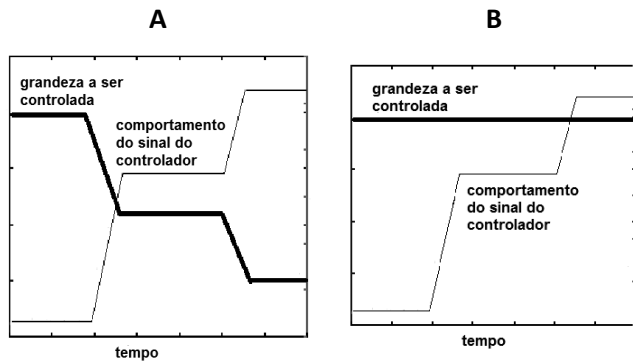 A
grandeza a ser
controlada
comportamento
do sinal do
controlador
tempo
B
grandeza a ser
controlada
comportamento
do sinal do
controlador
tempo